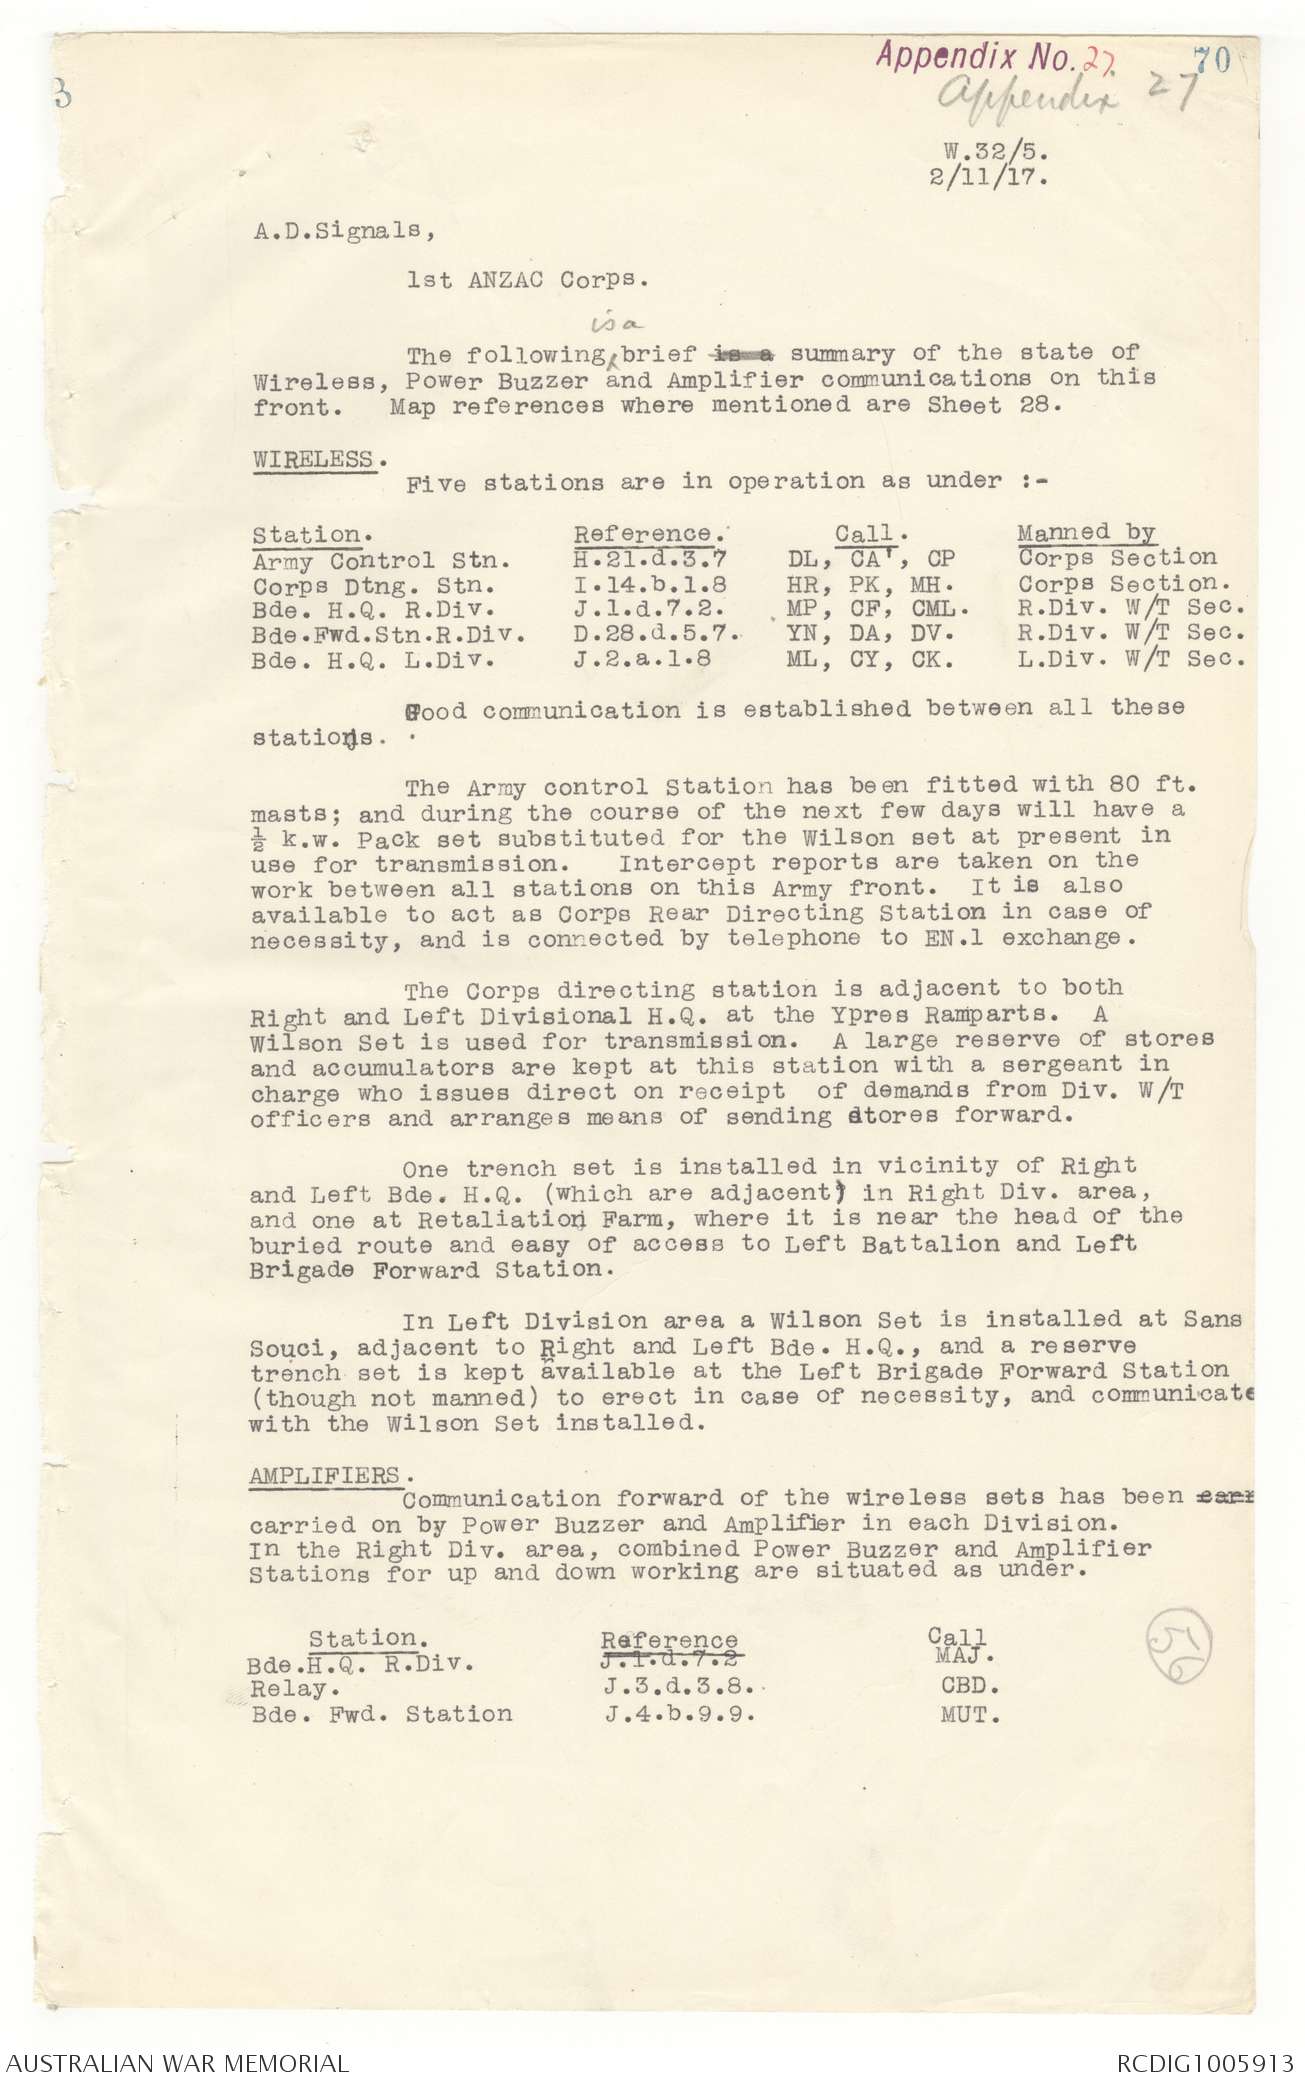 Appendix No. 27. 70
Appendix 27
3
W.32/5.
2/11/17.
A.D.Signals,
1st ANZAC Corps.
is a
The following brief is a summary of the state of
Wireless, Power Buzzer and Amplifier communications on this
front. Map references where mentioned are Sheet 28.
WIRELESS.
Five stations are in operation as under :-
Station. Reference. Call. Manned by
Army Control Stn. H.21.d.3.7 DL, CA', CP Corps Section
Corps Dtng. Stn. I.14.b.1.8 HR, PK, MH. Corps Section.
Bde. H.Q. R.Div. J.1.d.7.2. MP, CF, CML. R.Div. W/T Sec.
Bde.Fwd.Stn.R.Div. D.28.d.5.7. YN, DA, DV. R.Div. W/T Sec.
Bde. H.Q. L.Div. J.2.a.1.8 ML, CY, CK. L.Div. W/T Sec.
Good communication is established between all these
stations.
The Army control Station has been fitted with 80 ft.
masts; and during the course of the next few days will have a
½ k.w. Pack set substituted for the Wilson set at present in
use for transmission. Intercept reports are taken on the
work between all stations on this Army front. It is also
available to act as Corps Rear Directing Station in case of
necessity, and is connected by telephone to EN.1 exchange.
The Corps directing station is adjacent to both
Right and Left Divisional H.Q. at the Ypres Ramparts. A
Wilson Set is used for transmission. A large reserve of stores
and accumulators are kept at this station with a sergeant in
charge who issues direct on receipt of demands from Div. W/T
officers and arranges means of sending stores forward.
One trench set is installed in vicinity of Right
and Left Bde. H.Q. (which are adjacent) in Right Div. area,
and one at Retaliation Farm, where it is near the head of the
buried route and easy of access to Left Battalion and Left
Brigade Forward Station.
In Left Division area a Wilson Set is installed at Sans
Souci, adjacent to Right and Left Bde. H.Q., and a reserve
trench set is kept available at the Left Brigade Forward Station
(though not manned) to erect in case of necessity, and communicate
with the Wilson Set installed.
AMPLIFIERS.
Communication forward of the wireless sets has been carr
carried on by Power Buzzer and Amplifier in each Division.
In the Right Div. area, combined Power Buzzer and Amplifier
Stations for up and down working are situated as under.
Station. Reference Call
Bde.H.Q. R.Div. J.1.d.7.2 MAJ.
Relay. J.3.d.3.8. CBD.
Bde. Fwd. Station J.4.b.9.9. MUT.
AUSTRALIAN WAR MEMORIAL RCDIG1005913